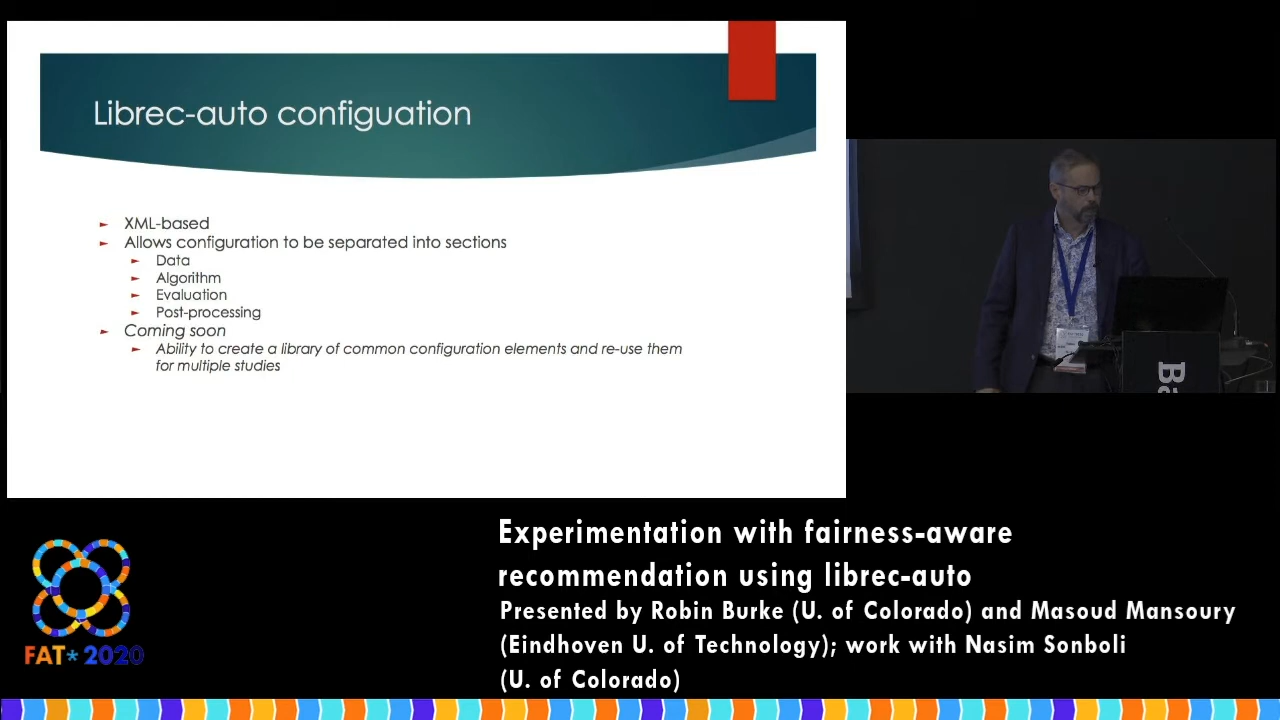 Librec-auto configuation
XML-based
Allows configuration to be separated into sections
Data
Algorithm
Evaluation
Post-processing
Coming soon
Ability to create a library of common configuration elements and re-use them
for multiple studies
Experimentation with fairness-aware
recommendation using librec-auto
Presented by Robin Burke (U. of Colorado) and Masoud Mansoury
(Eindhoven U. of Technology); work with Nasim Sonboli
(U. of Colorado)
FAT* 2020